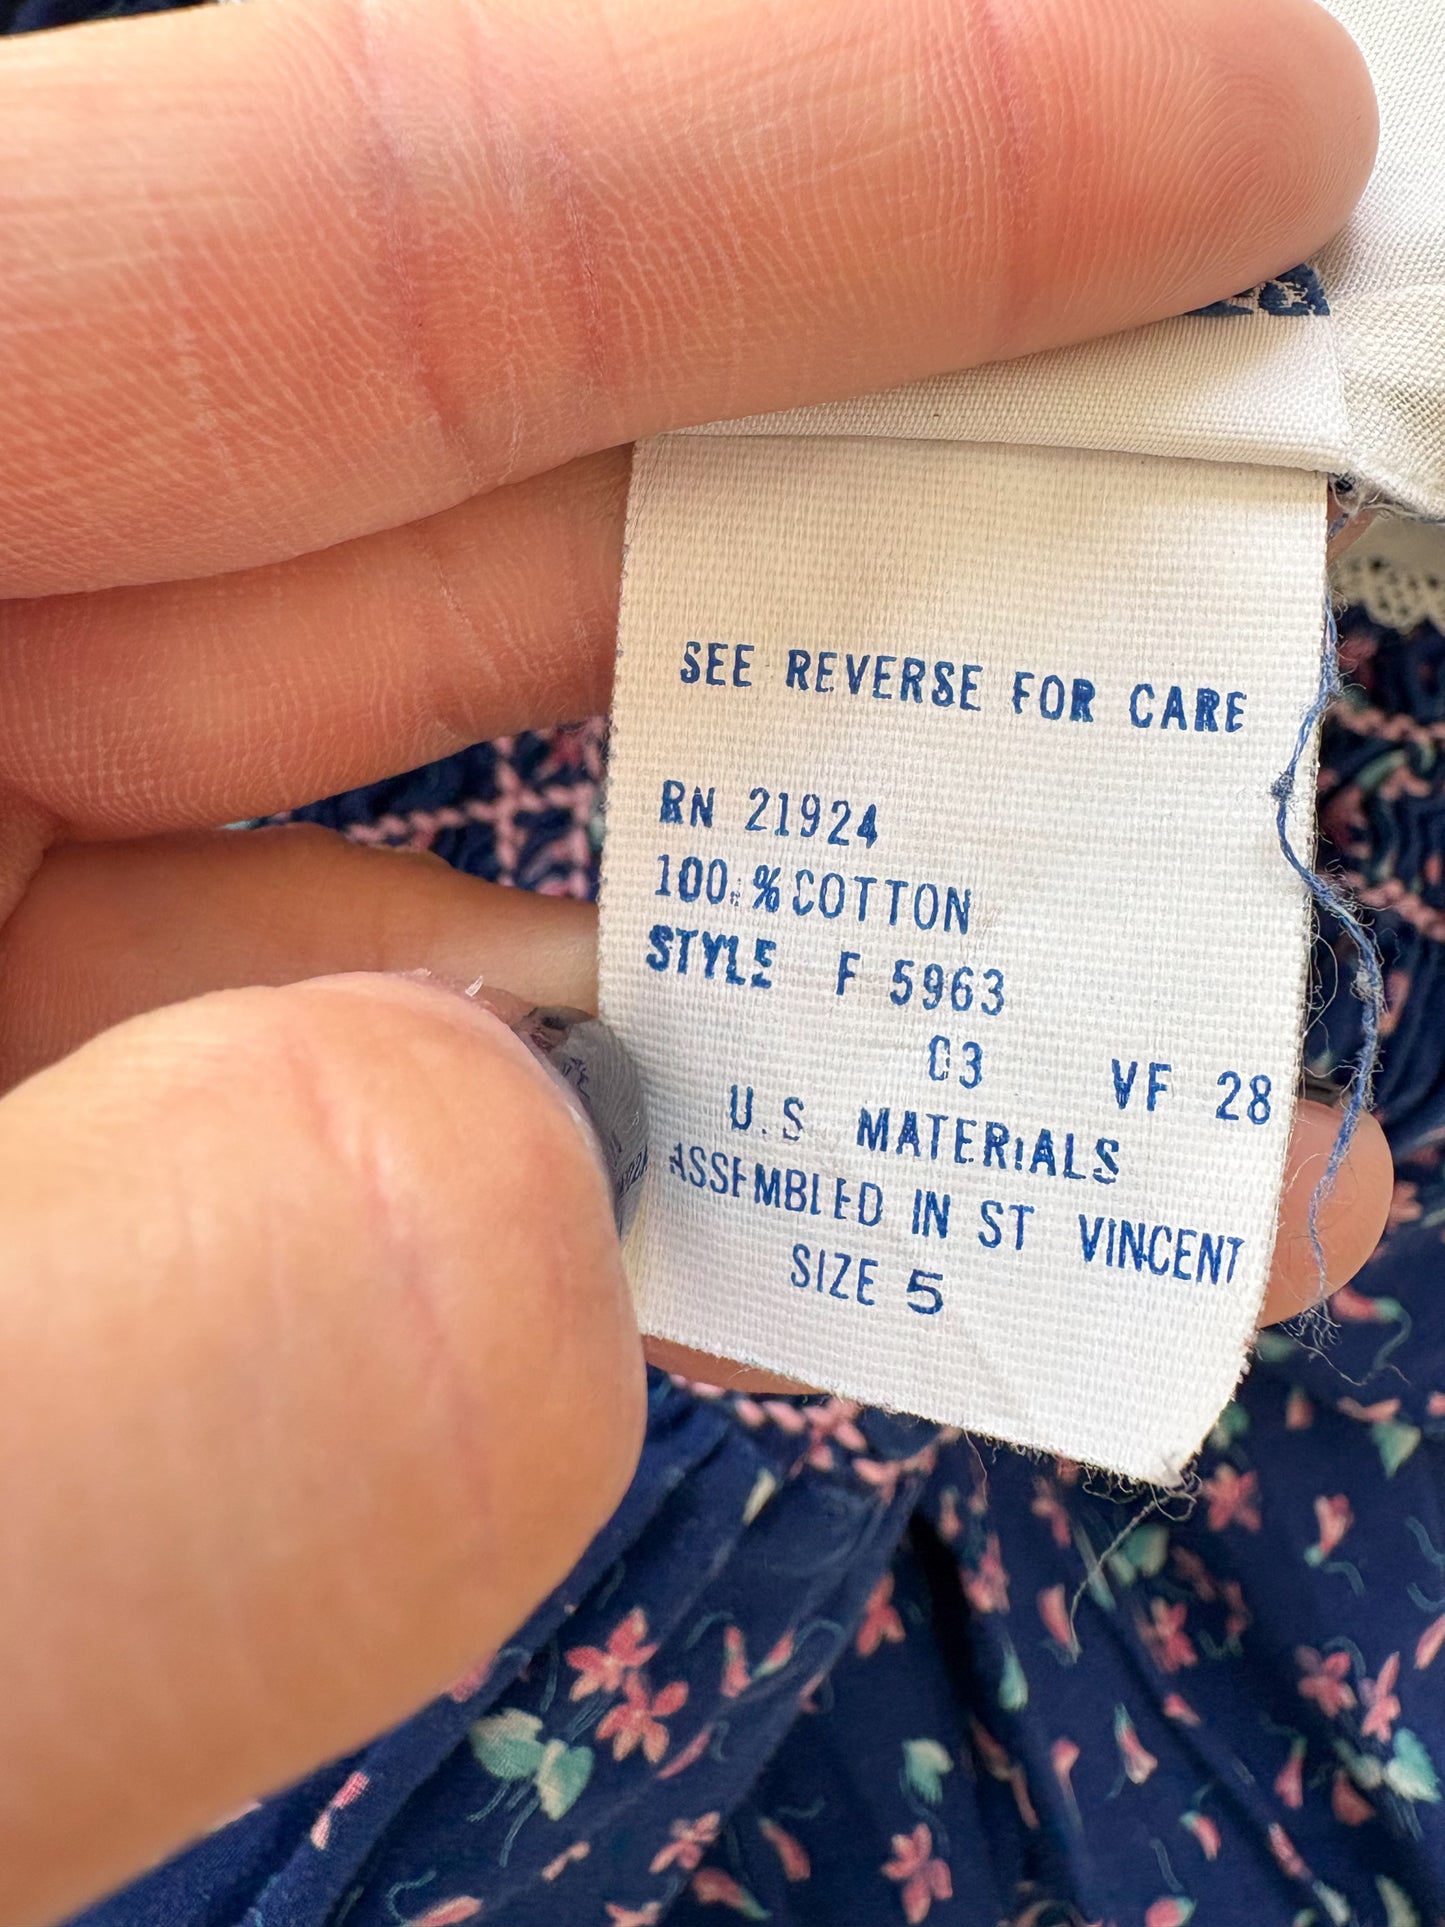 SEE REVERSE FOR CARE
RN 21924
100.% COTTON
STYLE F 5963
03 VF 28
U.S MATERIALS
ASSEMBLED IN ST VINCENT
SIZE 5